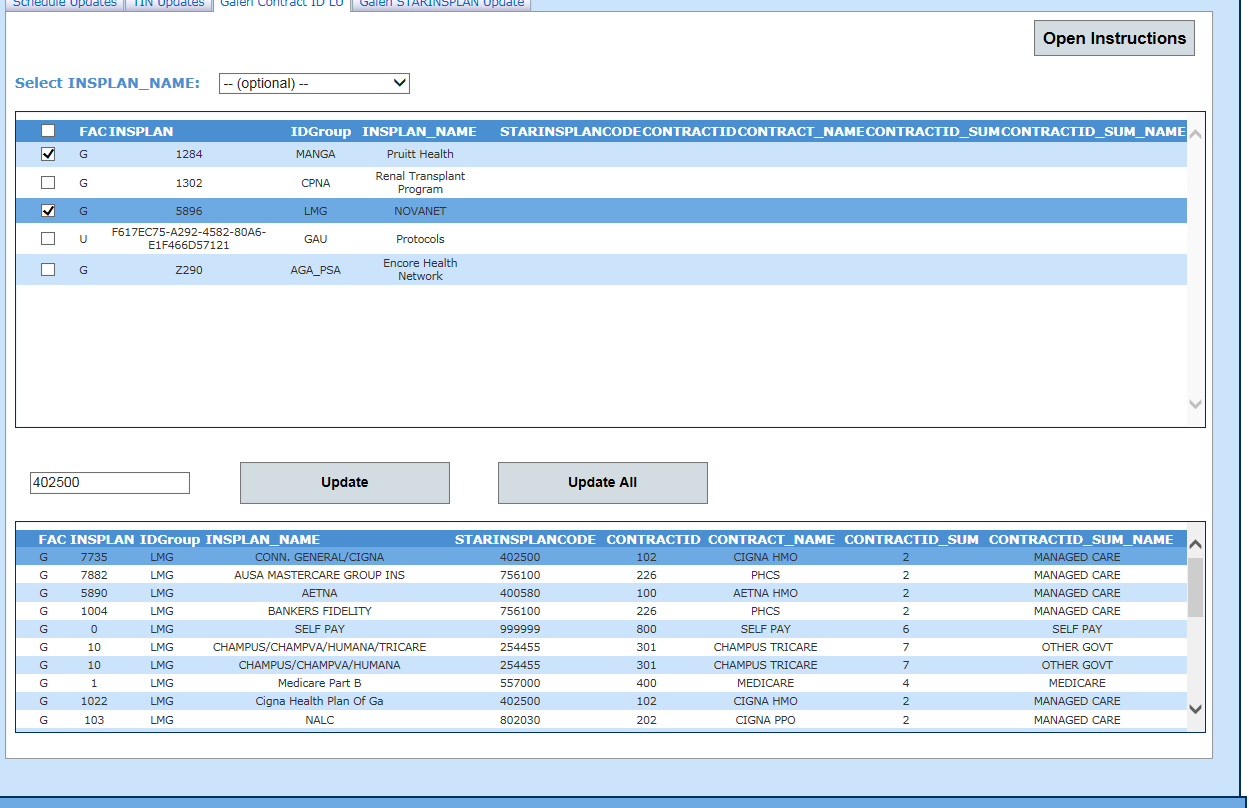 Schedule Updates TIN Updates Galen Contract ID LU Galen STARINSPLAN Update
Open Instructions
Select INSPLAN_NAME: -- (optional) --
FAC INSPLAN IDGroup INSPLAN_NAME STARINSPLANCODE CONTRACTID CONTRACT_NAME CONTRACTID_SUM CONTRACTID_SUM_NAME
G 1284 MANGA Pruitt Health
G 1302 CPNA Renal Transplant
Program
G 5896 LMG NOVANET
U F617EC75-A292-4582-80A6-
E1F466D57121 GAU Protocols
G Z290 AGA_PSA Encore Health
Network
402500 Update Update All
FAC INSPLAN IDGroup INSPLAN_NAME STARINSPLANCODE CONTRACTID CONTRACT_NAME CONTRACTID_SUM CONTRACTID_SUM_NAME
G 7735 LMG CONN. GENERAL/CIGNA 402500 102 CIGNA HMO 2 MANAGED CARE
G 7882 LMG AUSA MASTERCARE GROUP INS 756100 226 PHCS 2 MANAGED CARE
G 5890 LMG AETNA 400580 100 AETNA HMO 2 MANAGED CARE
G 1004 LMG BANKERS FIDELITY 756100 226 PHCS 2 MANAGED CARE
G 0 LMG SELF PAY 999999 800 SELF PAY 6 SELF PAY
G 10 LMG CHAMPUS/CHAMPVA/HUMANA/TRICARE 254455 301 CHAMPUS TRICARE 7 OTHER GOVT
G 10 LMG CHAMPUS/CHAMPVA/HUMANA 254455 301 CHAMPUS TRICARE 7 OTHER GOVT
G 1 LMG Medicare Part B 557000 400 MEDICARE 4 MEDICARE
G 1022 LMG Cigna Health Plan Of Ga 402500 102 CIGNA HMO 2 MANAGED CARE
G 103 LMG NALC 802030 202 CIGNA PPO 2 MANAGED CARE